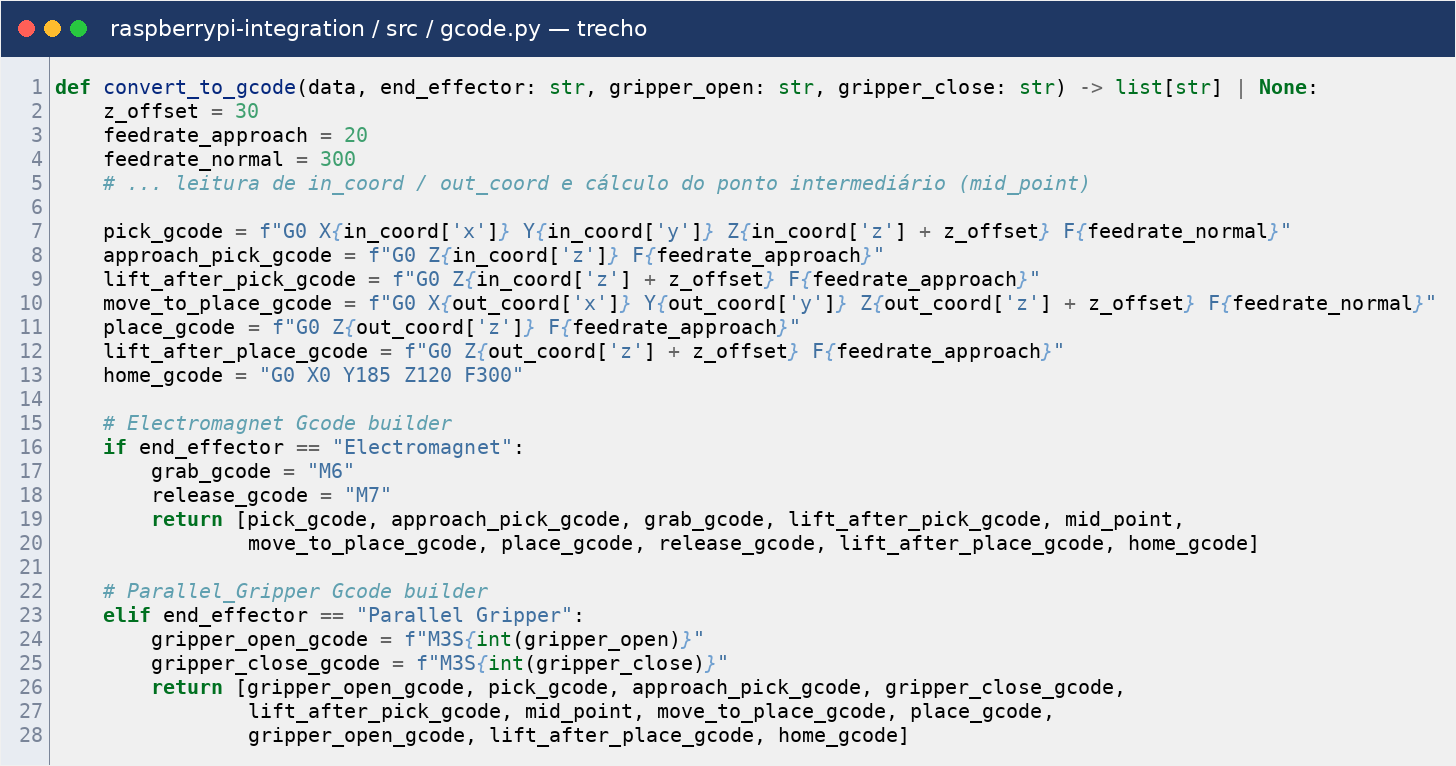 raspberrypi-integration / src / gcode.py — trecho
1 def convert_to_gcode(data, end_effector: str, gripper_open: str, gripper_close: str) -> list[str] | None:
2     z_offset = 30
3     feedrate_approach = 20
4     feedrate_normal = 300
5     # ... leitura de in_coord / out_coord e cálculo do ponto intermediário (mid_point)
6
7     pick_gcode = f"G0 X{in_coord['x']} Y{in_coord['y']} Z{in_coord['z'] + z_offset} F{feedrate_normal}"
8     approach_pick_gcode = f"G0 Z{in_coord['z']} F{feedrate_approach}"
9     lift_after_pick_gcode = f"G0 Z{in_coord['z'] + z_offset} F{feedrate_approach}"
10     move_to_place_gcode = f"G0 X{out_coord['x']} Y{out_coord['y']} Z{out_coord['z'] + z_offset} F{feedrate_normal}"
11     place_gcode = f"G0 Z{out_coord['z']} F{feedrate_approach}"
12     lift_after_place_gcode = f"G0 Z{out_coord['z'] + z_offset} F{feedrate_approach}"
13     home_gcode = "G0 X0 Y185 Z120 F300"
14
15     # Electromagnet Gcode builder
16     if end_effector == "Electromagnet":
17         grab_gcode = "M6"
18         release_gcode = "M7"
19         return [pick_gcode, approach_pick_gcode, grab_gcode, lift_after_pick_gcode, mid_point,
20                 move_to_place_gcode, place_gcode, release_gcode, lift_after_place_gcode, home_gcode]
21
22     # Parallel_Gripper Gcode builder
23     elif end_effector == "Parallel Gripper":
24         gripper_open_gcode = f"M3S{int(gripper_open)}"
25         gripper_close_gcode = f"M3S{int(gripper_close)}"
26         return [gripper_open_gcode, pick_gcode, approach_pick_gcode, gripper_close_gcode,
27                 lift_after_pick_gcode, mid_point, move_to_place_gcode, place_gcode,
28                 gripper_open_gcode, lift_after_place_gcode, home_gcode]